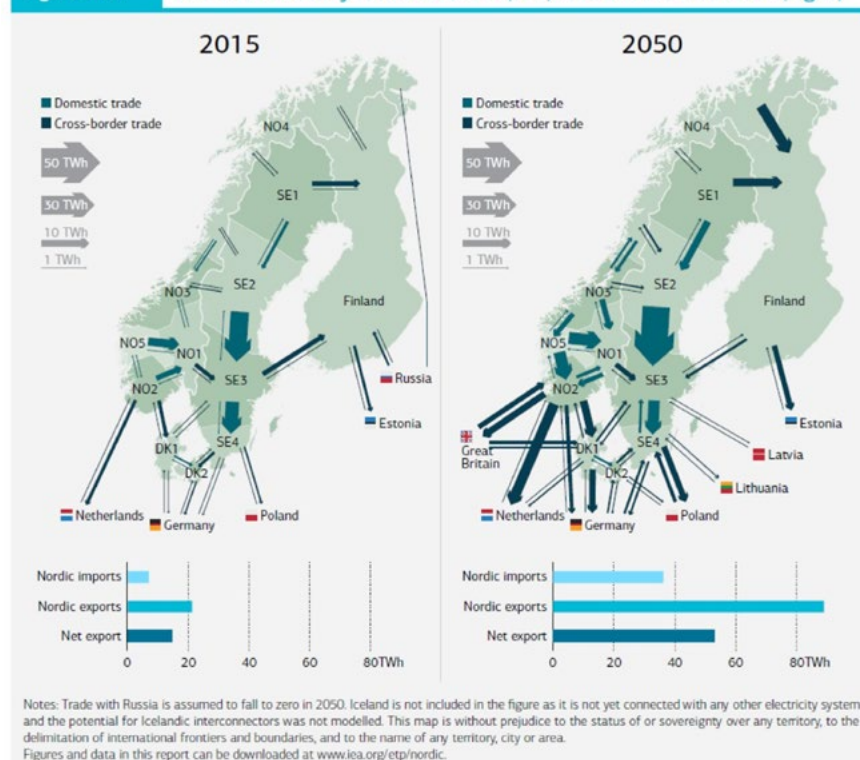 2015
2050
Domestic trade
Cross-border trade
50 TWh
30 TWh
10 TWh
1 TWh
NO4
SE1
SE2
NO3
Finland
NO5
NO1
NO2
SE3
SE4
DK1
DK2
Russia
Estonia
Netherlands
Germany
Poland
Domestic trade
Cross-border trade
50 TWh
30 TWh
10 TWh
1 TWh
NO4
SE1
SE2
NO3
Finland
NO5
NO1
NO2
SE3
SE4
DK1
DK2
Great
Britain
Estonia
Latvia
Lithuania
Netherlands
Germany
Poland
Nordic imports
Nordic exports
Net export
0 20 40 60 80TWh
Nordic imports
Nordic exports
Net export
0 20 40 60 80TWh
Notes: Trade with Russia is assumed to fall to zero in 2050. Iceland is not included in the figure as it is not yet connected with any other electricity system
and the potential for Icelandic interconnectors was not modelled. This map is without prejudice to the status of or sovereignty over any territory, to the
delimitation of international frontiers and boundaries, and to the name of any territory, city or area.
Figures and data in this report can be downloaded at www.iea.org/etp/nordic.